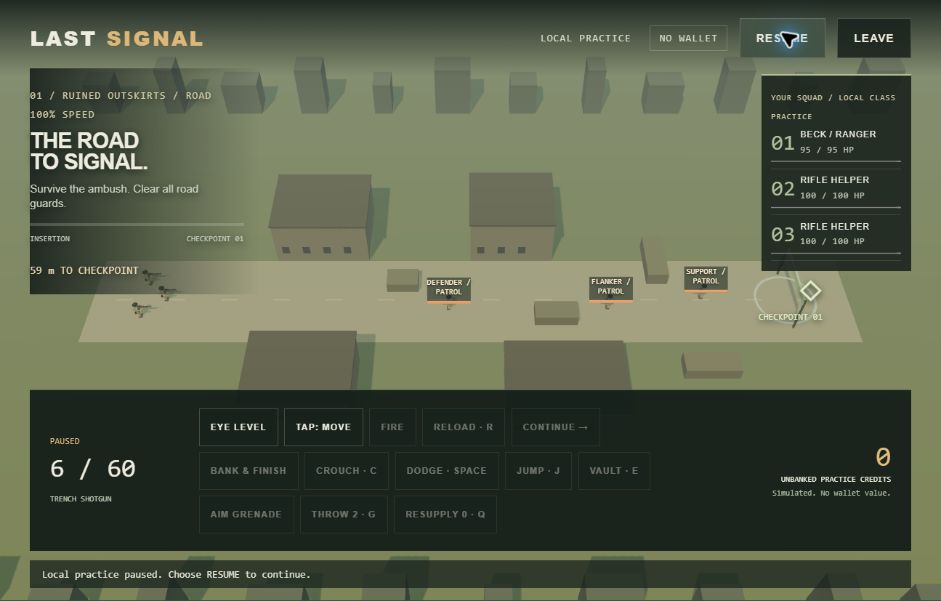 LAST SIGNAL
LOCAL PRACTICE
NO WALLET
RESUME
LEAVE
01 / RUINED OUTSKIRTS / ROAD
100% SPEED
THE ROAD
TO SIGNAL.
Survive the ambush. Clear all road
guards.
INSERTION
CHECKPOINT 01
59 m TO CHECKPOINT
YOUR SQUAD / LOCAL CLASS
PRACTICE
01 BECK / RANGER
95 / 95 HP
02 RIFLE HELPER
100 / 100 HP
03 RIFLE HELPER
100 / 100 HP
DEFENDER /
PATROL
FLANKER /
PATROL
SUPPORT /
PATROL
CHECKPOINT 01
PAUSED
6 / 60
TRENCH SHOTGUN
EYE LEVEL
TAP: MOVE
FIRE
RELOAD · R
CONTINUE →
BANK & FINISH
CROUCH · C
DODGE · SPACE
JUMP · J
VAULT · E
AIM GRENADE
THROW 2 · G
RESUPPLY 0 · Q
0
UNBANKED PRACTICE CREDITS
Simulated. No wallet value.
Local practice paused. Choose RESUME to continue.